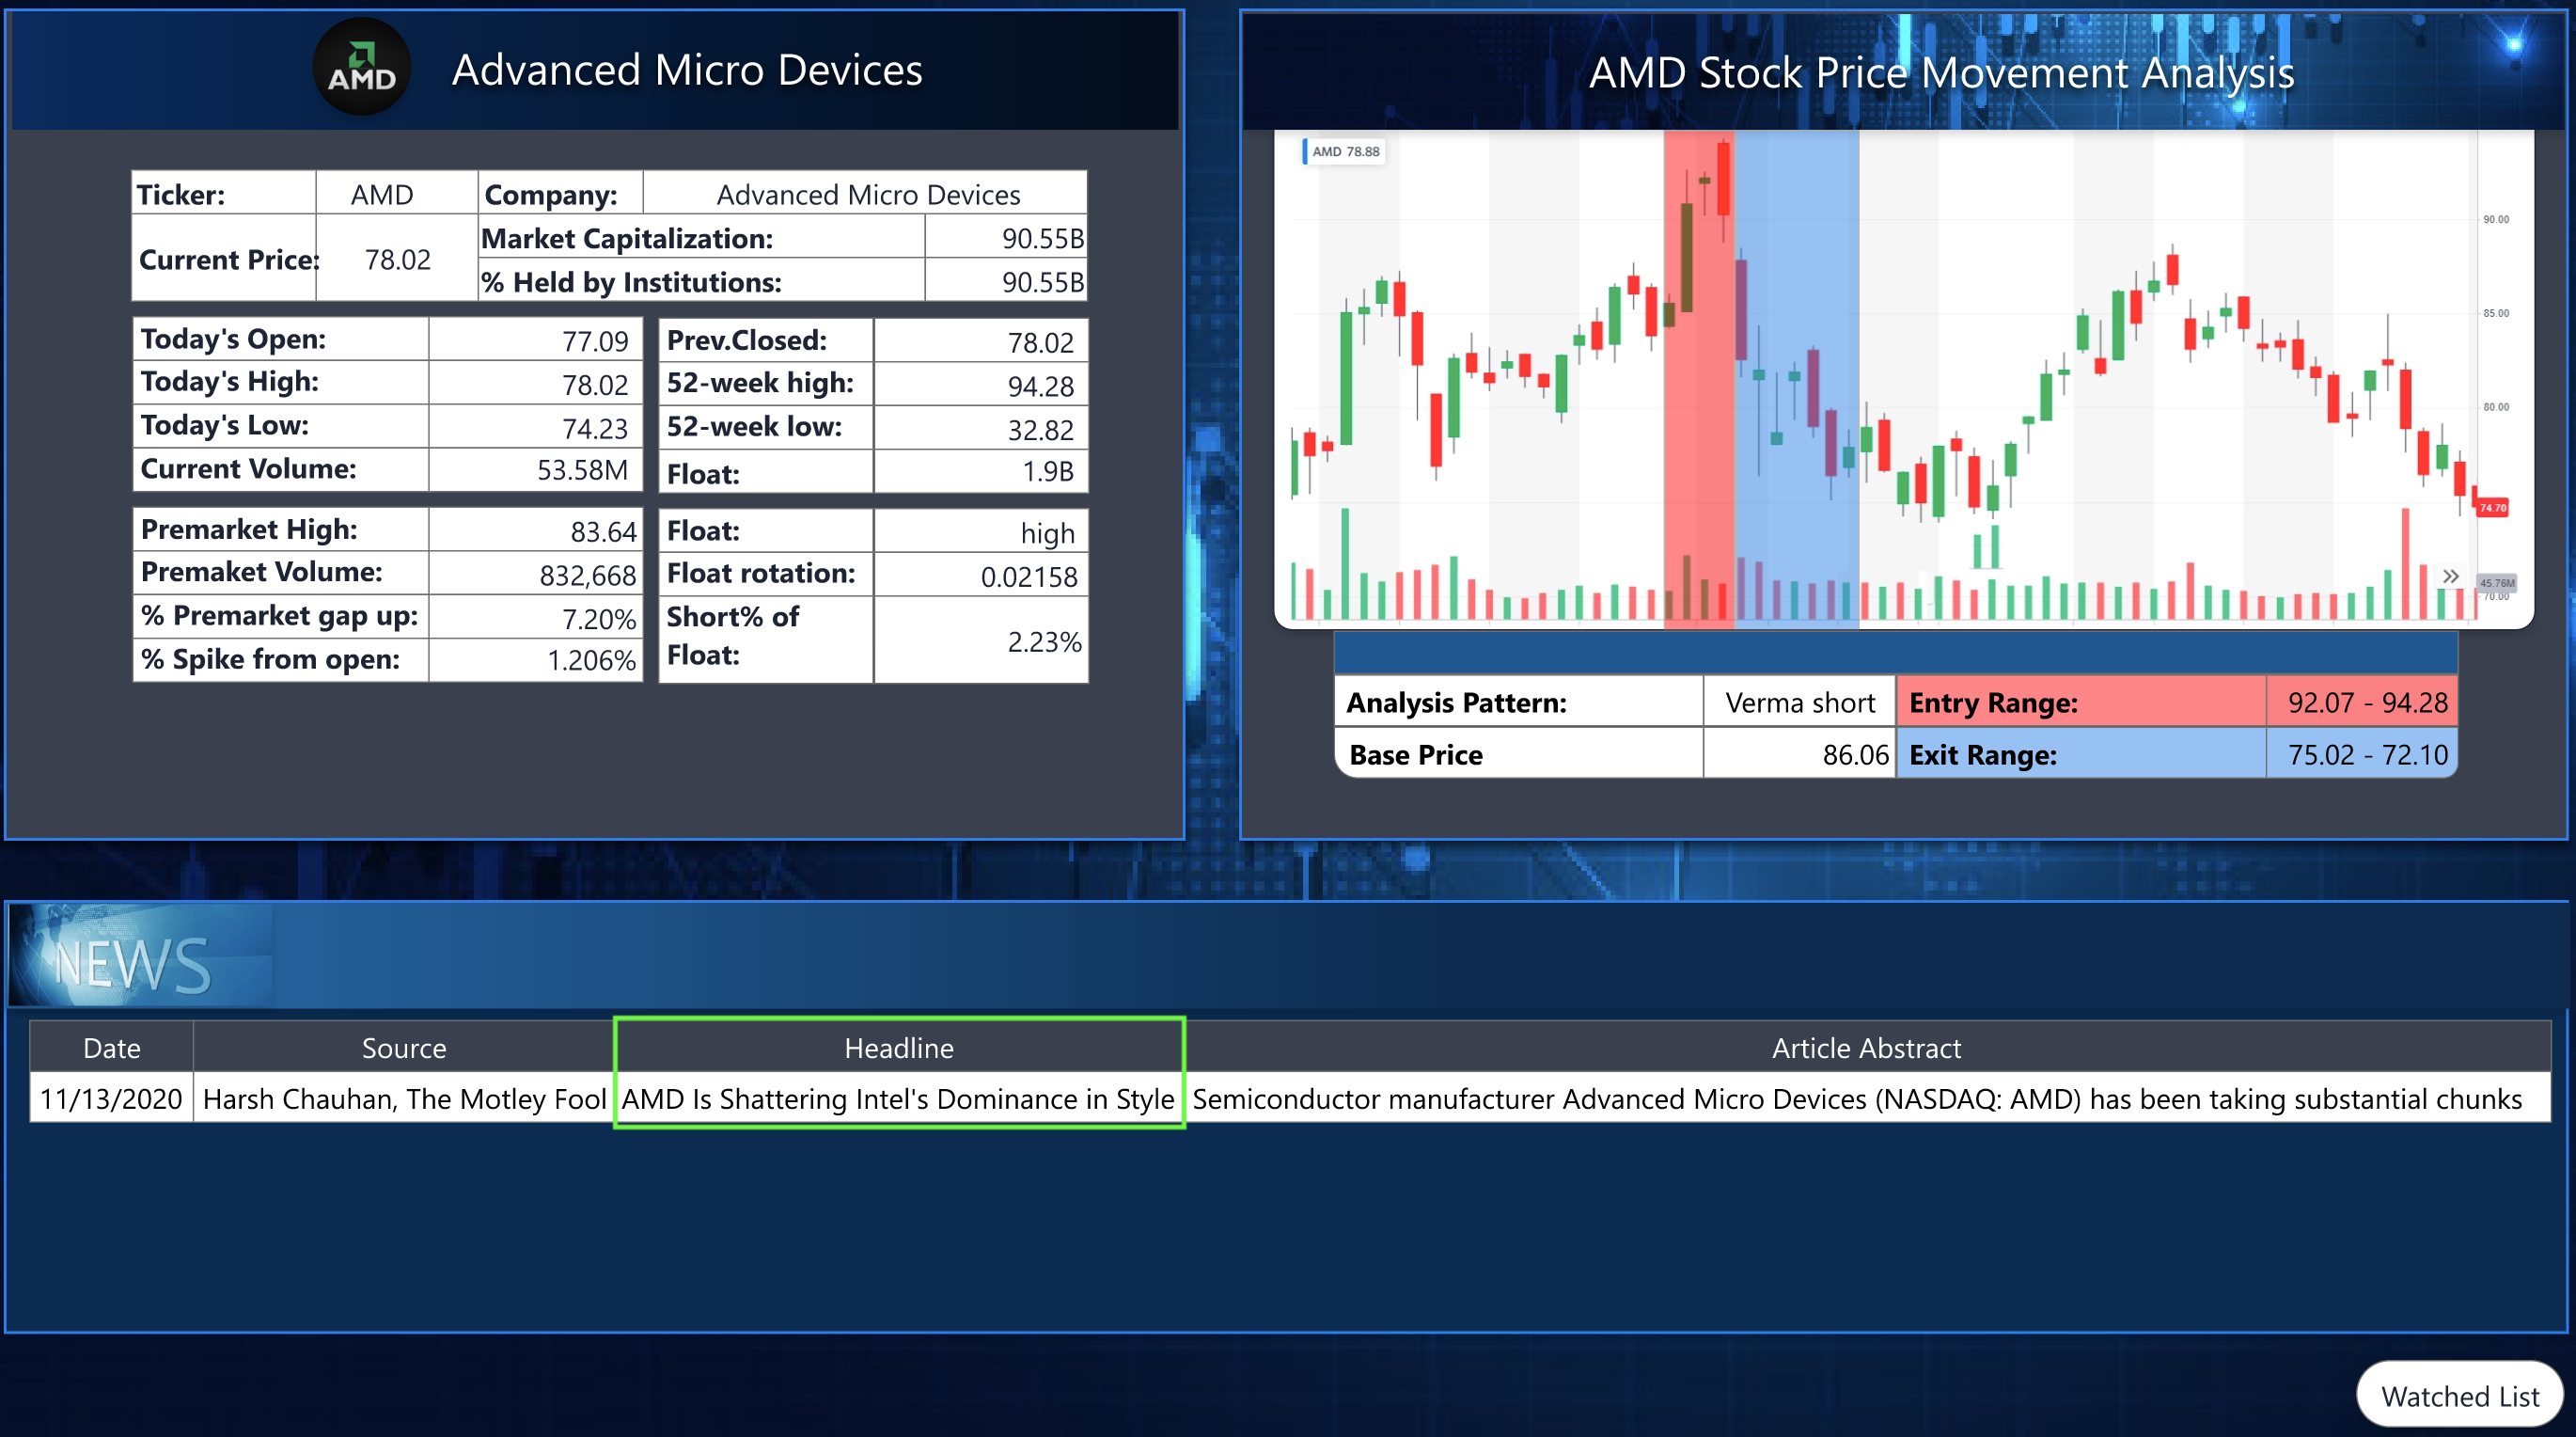 AMD
Advanced Micro Devices
Ticker: AMD Company: Advanced Micro Devices
Current Price: 78.02
Market Capitalization: 90.55B
% Held by Institutions: 90.55B
Today's Open: 77.09
Today's High: 78.02
Today's Low: 74.23
Current Volume: 53.58M
Prev.Closed: 78.02
52-week high: 94.28
52-week low: 32.82
Float: 1.9B
Premarket High: 83.64
Premaket Volume: 832,668
% Premarket gap up: 7.20%
% Spike from open: 1.206%
Float: high
Float rotation: 0.02158
Short% of
Float: 2.23%
AMD Stock Price Movement Analysis
AMD 78.88
90.00
85.00
80.00
74.70
45.76M
70.00
Analysis Pattern: Verma short Entry Range: 92.07 - 94.28
Base Price 86.06 Exit Range: 75.02 - 72.10
NEWS
Date Source Headline Article Abstract
11/13/2020 Harsh Chauhan, The Motley Fool AMD Is Shattering Intel's Dominance in Style Semiconductor manufacturer Advanced Micro Devices (NASDAQ: AMD) has been taking substantial chunks
Watched List